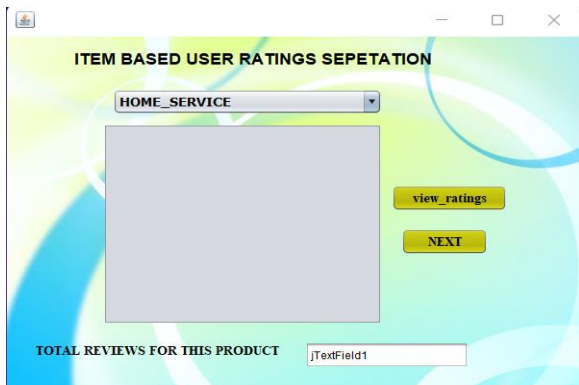 ITEM BASED USER RATINGS SEPETATION
HOME_SERVICE
view_ratings
NEXT
TOTAL REVIEWS FOR THIS PRODUCT
jTextField1